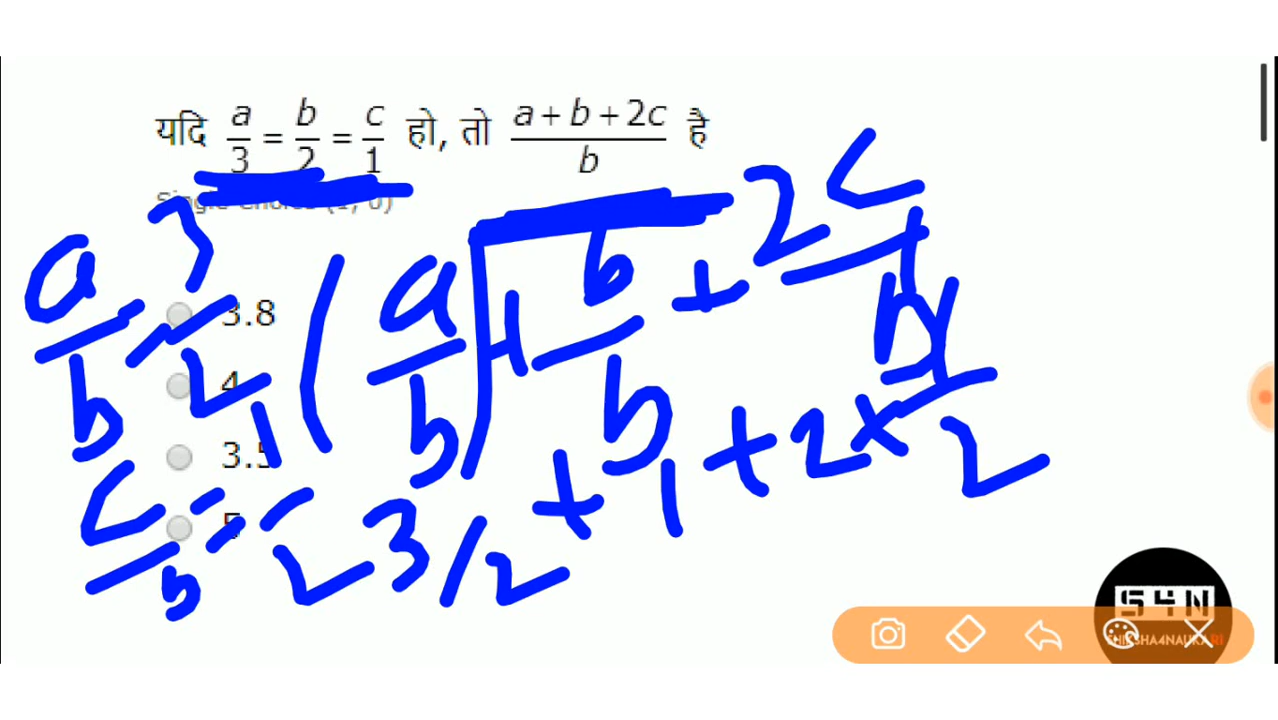 यदि a/3 = b/2 = c/1 हो, तो (a + b + 2c)/b है
3.8
4
3.5
5
a/b = 3/2
(a/b) + b/b + 2c/b
c/b = 1/2
3/2 + 1 + 2 × 1/2
S4N